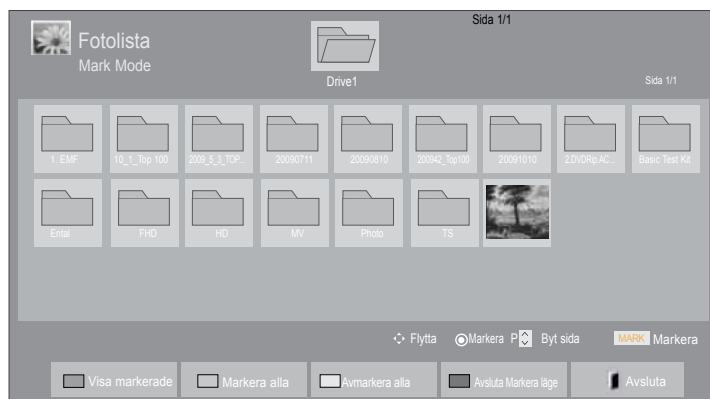 Sida 1/1
Fotolista
Mark Mode
Drive1
Sida 1/1
1. EMF 10_1_Top 100 2009_5_3_TOP... 20090711 20090810 200942_Top100 20091010 2.DVDRip.AC... Basic Test Kit
Ental FHD HD MV Photo TS
Flytta Markera P Byt sida MARK Markera
Visa markerade Markera alla Avmarkera alla Avsluta Markera läge Avsluta